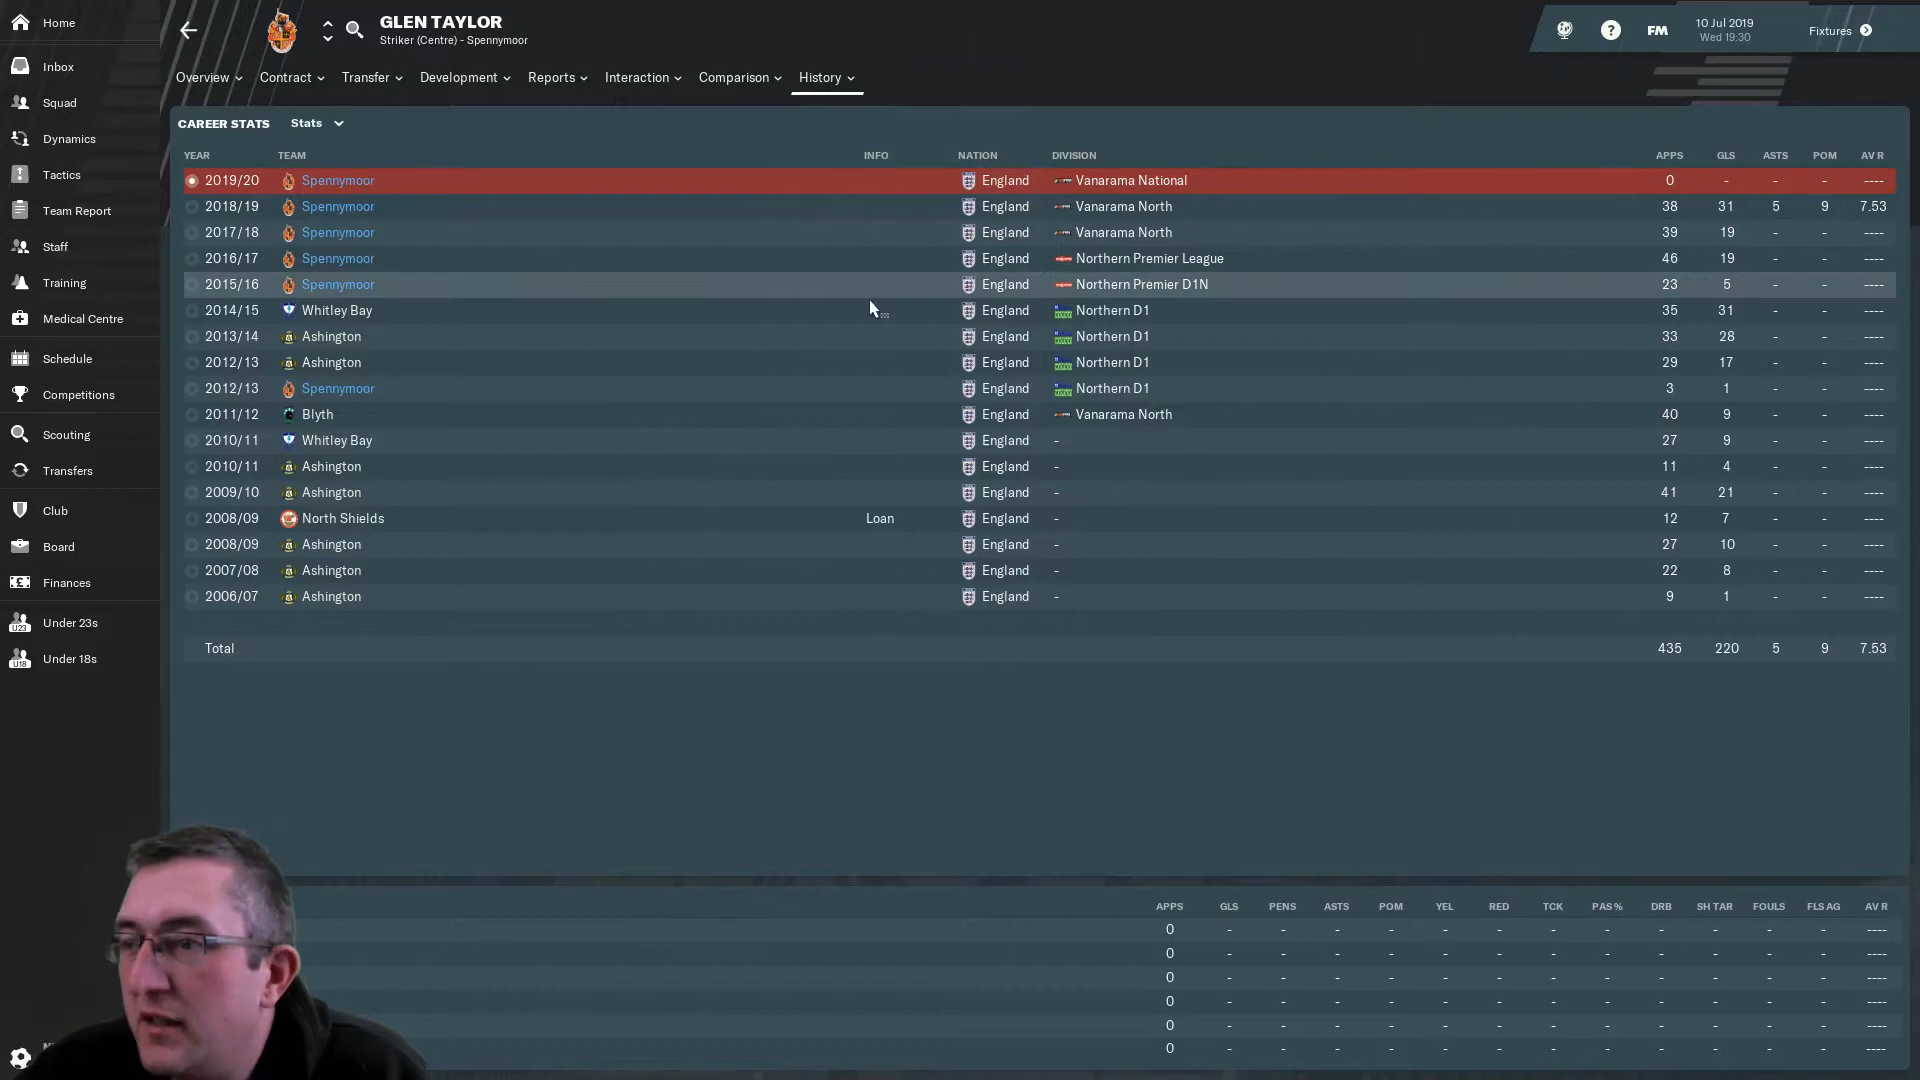 Home
Inbox
Squad
Dynamics
Tactics
Team Report
Staff
Training
Medical Centre
Schedule
Competitions
Scouting
Transfers
Club
Board
Finances
U23 Under 23s
U18 Under 18s
GLEN TAYLOR
Striker (Centre) - Spennymoor
? FM
10 Jul 2019
Wed 19:30
Fixtures
Overview Contract Transfer Development Reports Interaction Comparison History
CAREER STATS Stats
YEAR TEAM INFO NATION DIVISION APPS GLS ASTS POM AV R
2019/20 Spennymoor England Vanarama National 0 - - - ----
2018/19 Spennymoor England Vanarama North 38 31 5 9 7.53
2017/18 Spennymoor England Vanarama North 39 19 - - ----
2016/17 Spennymoor England Northern Premier League 46 19 - - ----
2015/16 Spennymoor England Northern Premier D1N 23 5 - - ----
2014/15 Whitley Bay England Northern D1 35 31 - - ----
2013/14 Ashington England Northern D1 33 28 - - ----
2012/13 Ashington England Northern D1 29 17 - - ----
2012/13 Spennymoor England Northern D1 3 1 - - ----
2011/12 Blyth England Vanarama North 40 9 - - ----
2010/11 Whitley Bay England - 27 9 - - ----
2010/11 Ashington England - 11 4 - - ----
2009/10 Ashington England - 41 21 - - ----
2008/09 North Shields Loan England - 12 7 - - ----
2008/09 Ashington England - 27 10 - - ----
2007/08 Ashington England - 22 8 - - ----
2006/07 Ashington England - 9 1 - - ----
Total 435 220 5 9 7.53
APPS GLS PENS ASTS POM YEL RED TCK PAS % DRB SH TAR FOULS FLS AG AV R
0 - - - - - - - - - - - - ----
0 - - - - - - - - - - - - ----
0 - - - - - - - - - - - - ----
0 - - - - - - - - - - - - ----
0 - - - - - - - - - - - - ----
0 - - - - - - - - - - - - ----